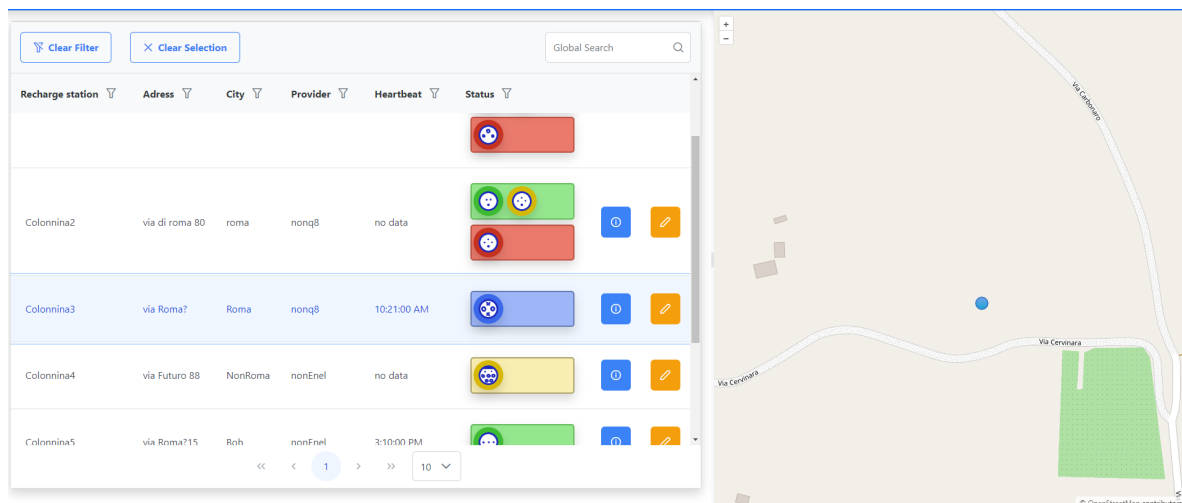 Clear Filter
Clear Selection
Global Search
Recharge station Adress City Provider Heartbeat Status
Colonnina2 via di roma 80 roma nonq8 no data
Colonnina3 via Roma? Roma nonq8 10:21:00 AM
Colonnina4 via Futuro 88 NonRoma nonEnel no data
Colonnina5 via Roma?15 Boh nonEnel 3:10:00 PM
<< < 1 > >> 10
+
−
Via Carbonaro
Via Cervinara
Via Cervinara
© OpenStreetMap contributors